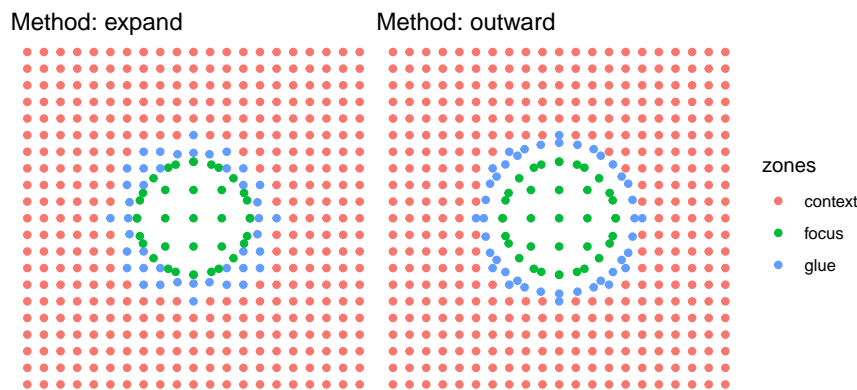 Method: expand
Method: outward
zones
context
focus
glue